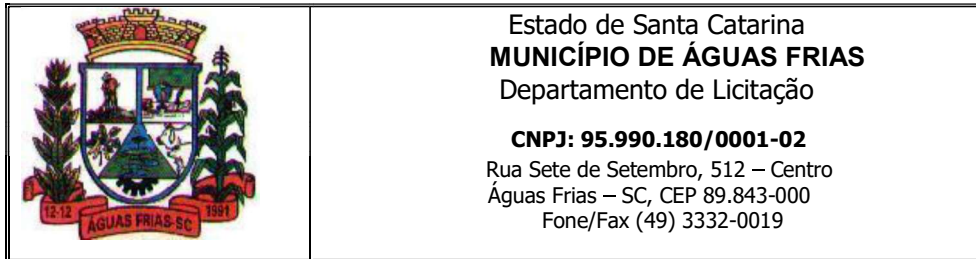 Estado de Santa Catarina
MUNICÍPIO DE ÁGUAS FRIAS
Departamento de Licitação
CNPJ: 95.990.180/0001-02
Rua Sete de Setembro, 512 – Centro
Águas Frias – SC, CEP 89.843-000
Fone/Fax (49) 3332-0019
12-12
ÁGUAS FRIAS-SC
1991